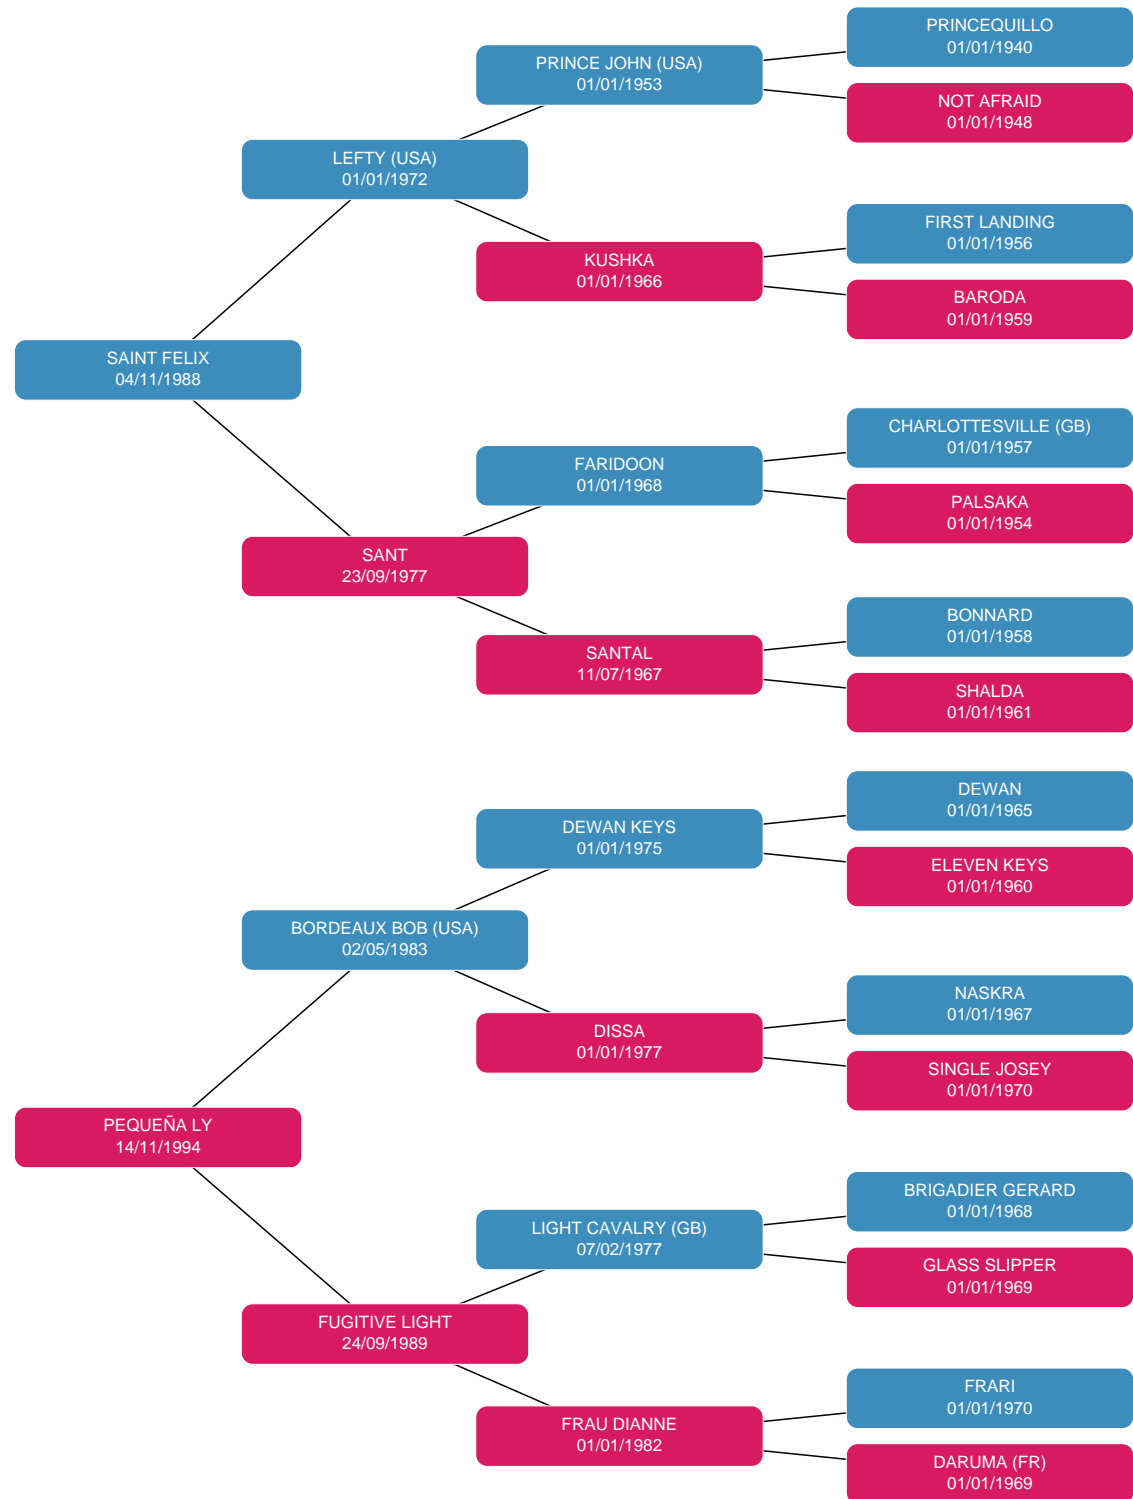 PRINCEQUILLO
01/01/1940
PRINCE JOHN (USA)
01/01/1953
NOT AFRAID
01/01/1948
LEFTY (USA)
01/01/1972
FIRST LANDING
01/01/1956
KUSHKA
01/01/1966
BARODA
01/01/1959
SAINT FELIX
04/11/1988
CHARLOTTESVILLE (GB)
01/01/1957
FARIDOON
01/01/1968
PALSAKA
01/01/1954
SANT
23/09/1977
BONNARD
01/01/1958
SANTAL
11/07/1967
SHALDA
01/01/1961
DEWAN
01/01/1965
DEWAN KEYS
01/01/1975
ELEVEN KEYS
01/01/1960
BORDEAUX BOB (USA)
02/05/1983
NASKRA
01/01/1967
DISSA
01/01/1977
SINGLE JOSEY
01/01/1970
PEQUEÑA LY
14/11/1994
BRIGADIER GERARD
01/01/1968
LIGHT CAVALRY (GB)
07/02/1977
GLASS SLIPPER
01/01/1969
FUGITIVE LIGHT
24/09/1989
FRARI
01/01/1970
FRAU DIANNE
01/01/1982
DARUMA (FR)
01/01/1969